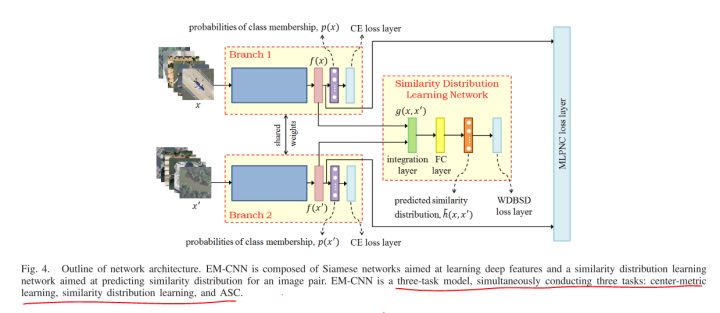 probabilities of class membership, p(x)
CE loss layer
Branch 1
f(x)
x
Similarity Distribution
Learning Network
g(x, x′)
shared
weights
integration
layer
FC
layer
MLPNC loss layer
predicted similarity
distribution, h̃(x, x′)
WDBSD
loss layer
x′
f(x′)
Branch 2
probabilities of class membership, p(x′)
CE loss layer
Fig. 4. Outline of network architecture. EM-CNN is composed of Siamese networks aimed at learning deep features and a similarity distribution learning
network aimed at predicting similarity distribution for an image pair. EM-CNN is a three-task model, simultaneously conducting three tasks: center-metric
learning, similarity distribution learning, and ASC.